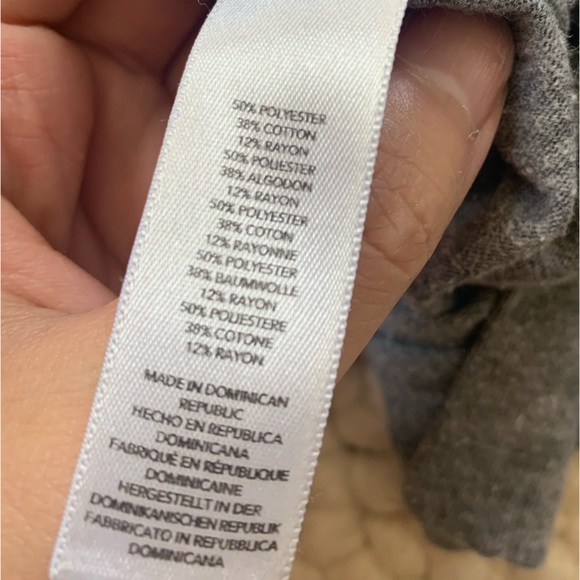 50% POLYESTER
38% COTTON
12% RAYON
50% POLIESTER
38% ALGODON
12% RAYON
50% POLYESTER
38% COTON
12% RAYONNE
50% POLYESTER
38% BAUMWOLLE
12% RAYON
50% POLIESTERE
38% COTONE
12% RAYON
MADE IN DOMINICAN
REPUBLIC
HECHO EN REPUBLICA
DOMINICANA
FABRIQUÉ EN RÉPUBLIQUE
DOMINICAINE
HERGESTELLT IN DER
DOMINIKANISCHEN REPUBLIK
FABBRICATO IN REPUBBLICA
DOMINICANA